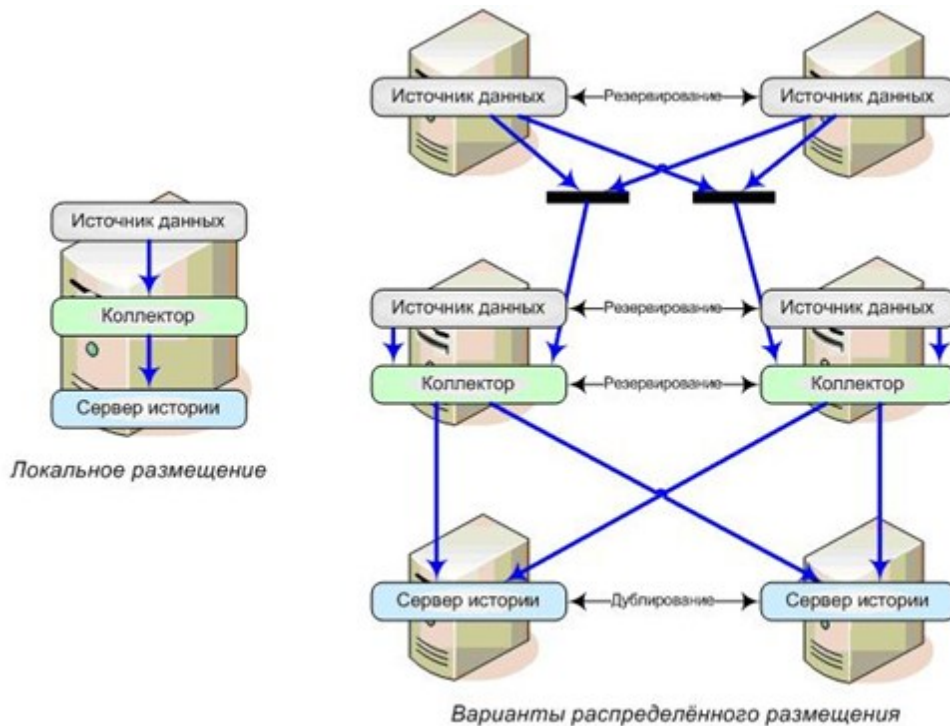 Источник данных
Резервирование
Источник данных
Источник данных
Коллектор
Сервер истории
Локальное размещение
Источник данных
Резервирование
Источник данных
Коллектор
Резервирование
Коллектор
Сервер истории
Дублирование
Сервер истории
Варианты распределённого размещения